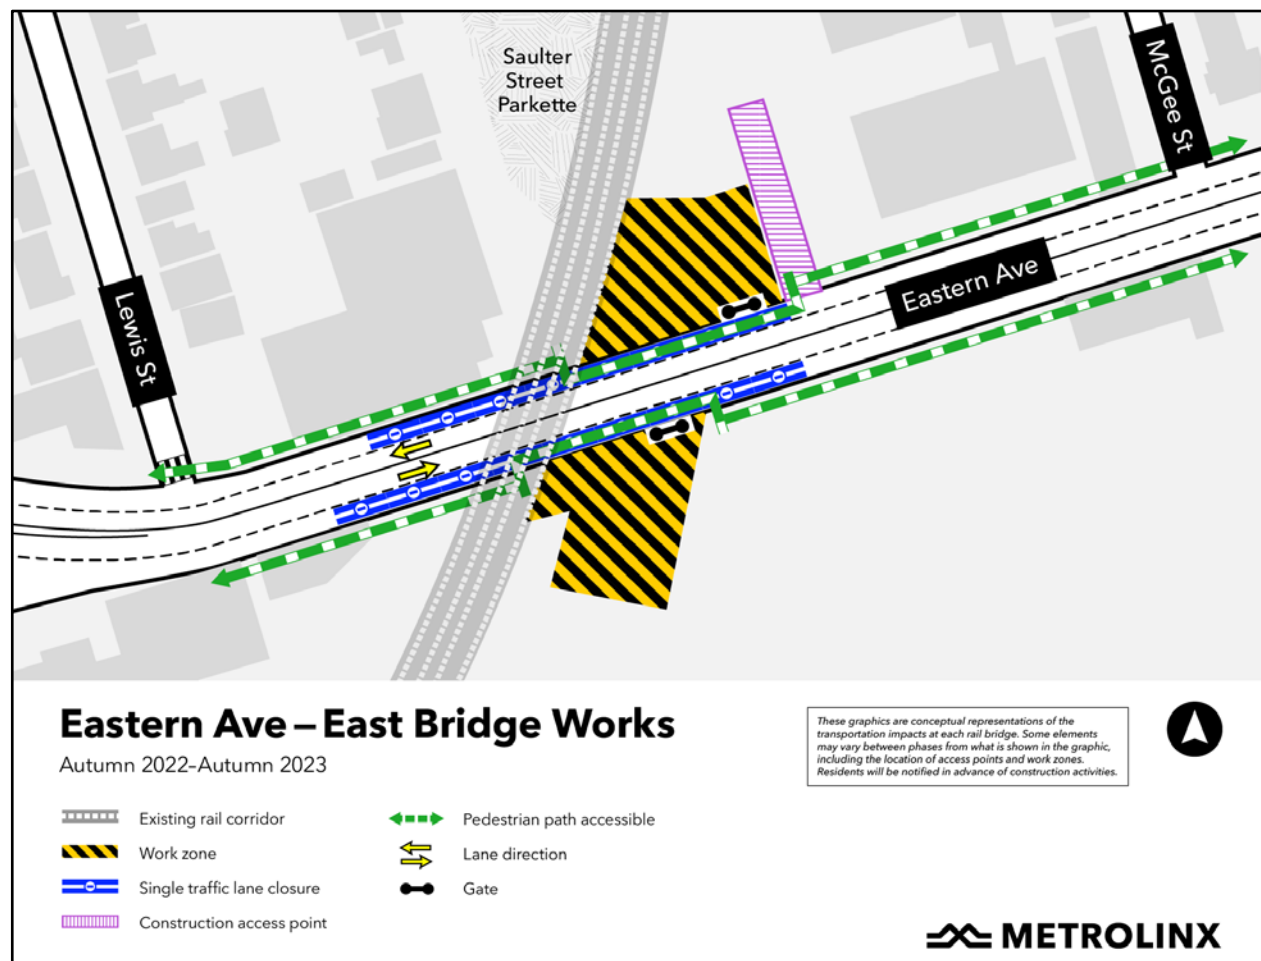 Saulter
Street
Parkette
McGee St
Lewis St
Eastern Ave
Eastern Ave – East Bridge Works
Autumn 2022–Autumn 2023
These graphics are conceptual representations of the
transportation impacts at each rail bridge. Some elements
may vary between phases from what is shown in the graphic,
including the location of access points and work zones.
Residents will be notified in advance of construction activities.
Existing rail corridor
Work zone
Single traffic lane closure
Construction access point
Pedestrian path accessible
Lane direction
Gate
METROLINX